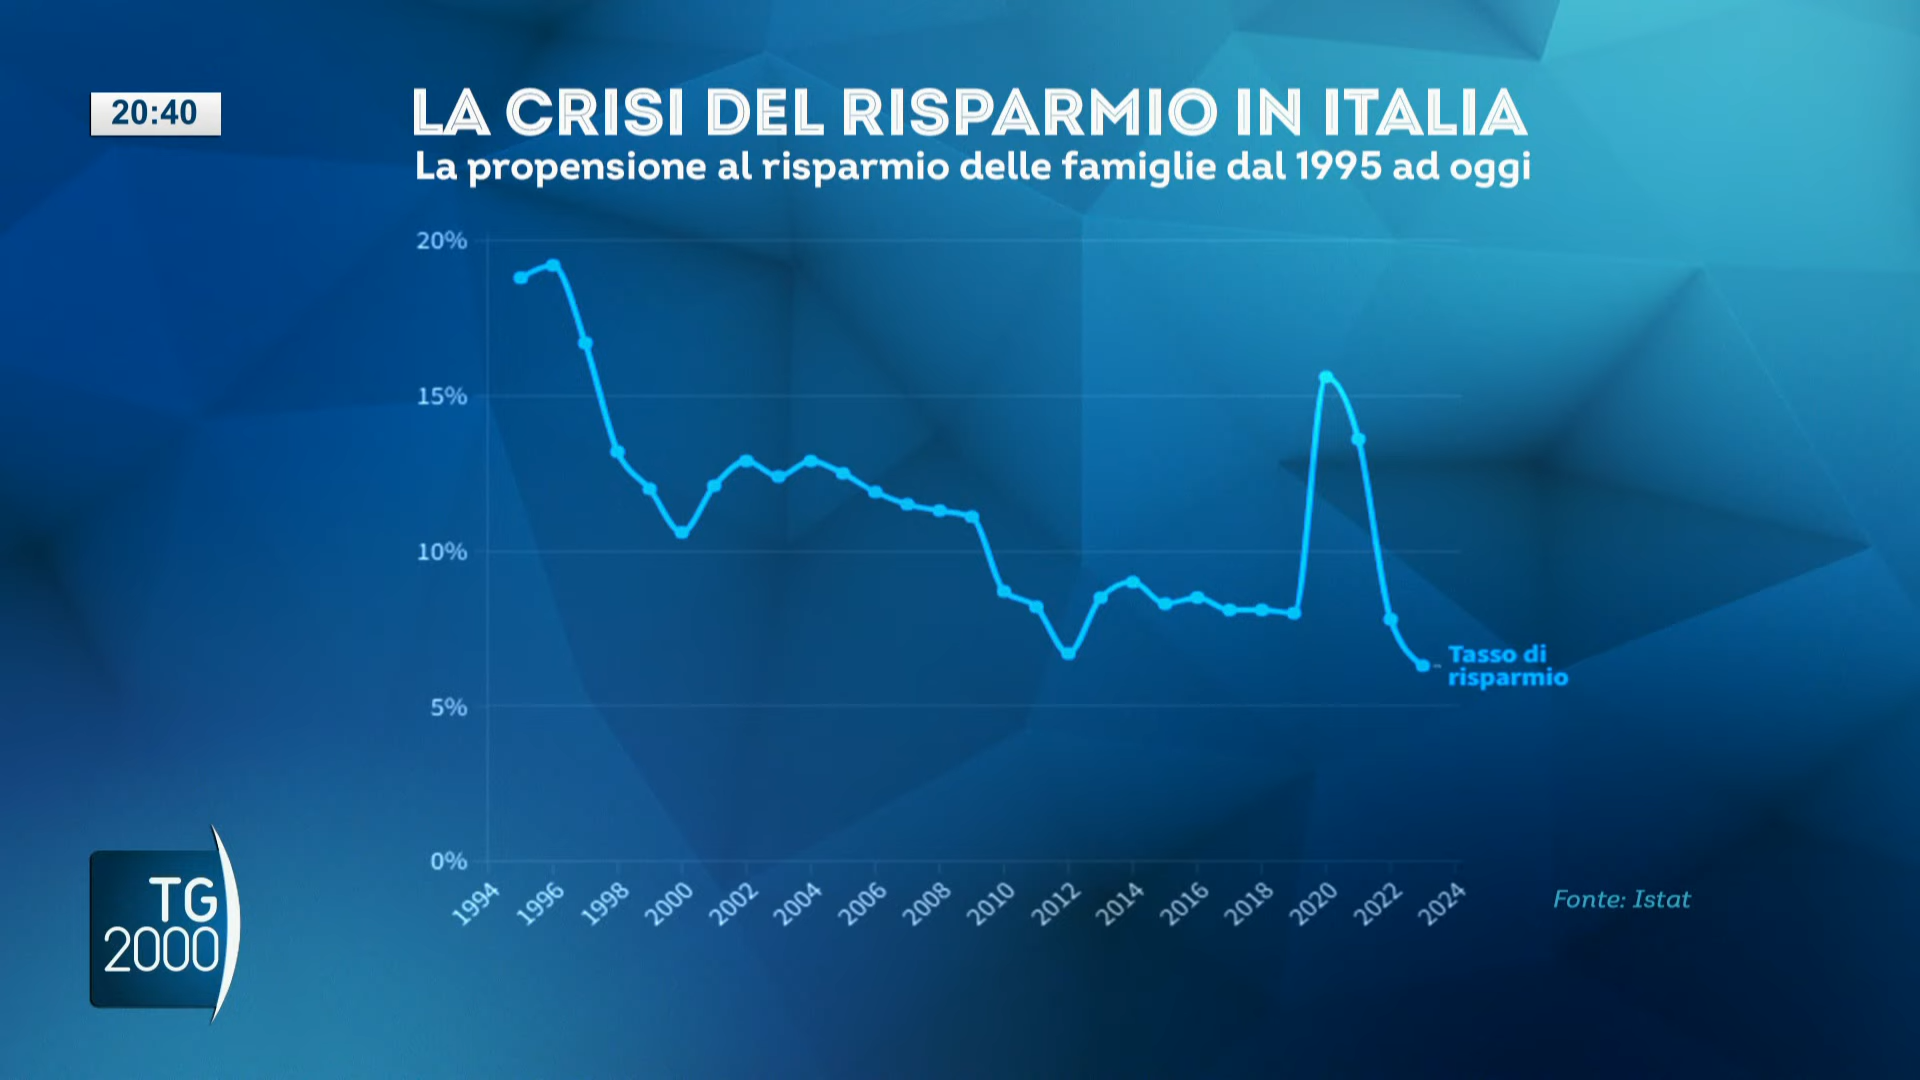 20:40
LA CRISI DEL RISPARMIO IN ITALIA
La propensione al risparmio delle famiglie dal 1995 ad oggi
20%
15%
10%
5%
0%
Tasso di
risparmio
1994 1996 1998 2000 2002 2004 2006 2008 2010 2012 2014 2016 2018 2020 2022 2024
Fonte: Istat
TG
2000